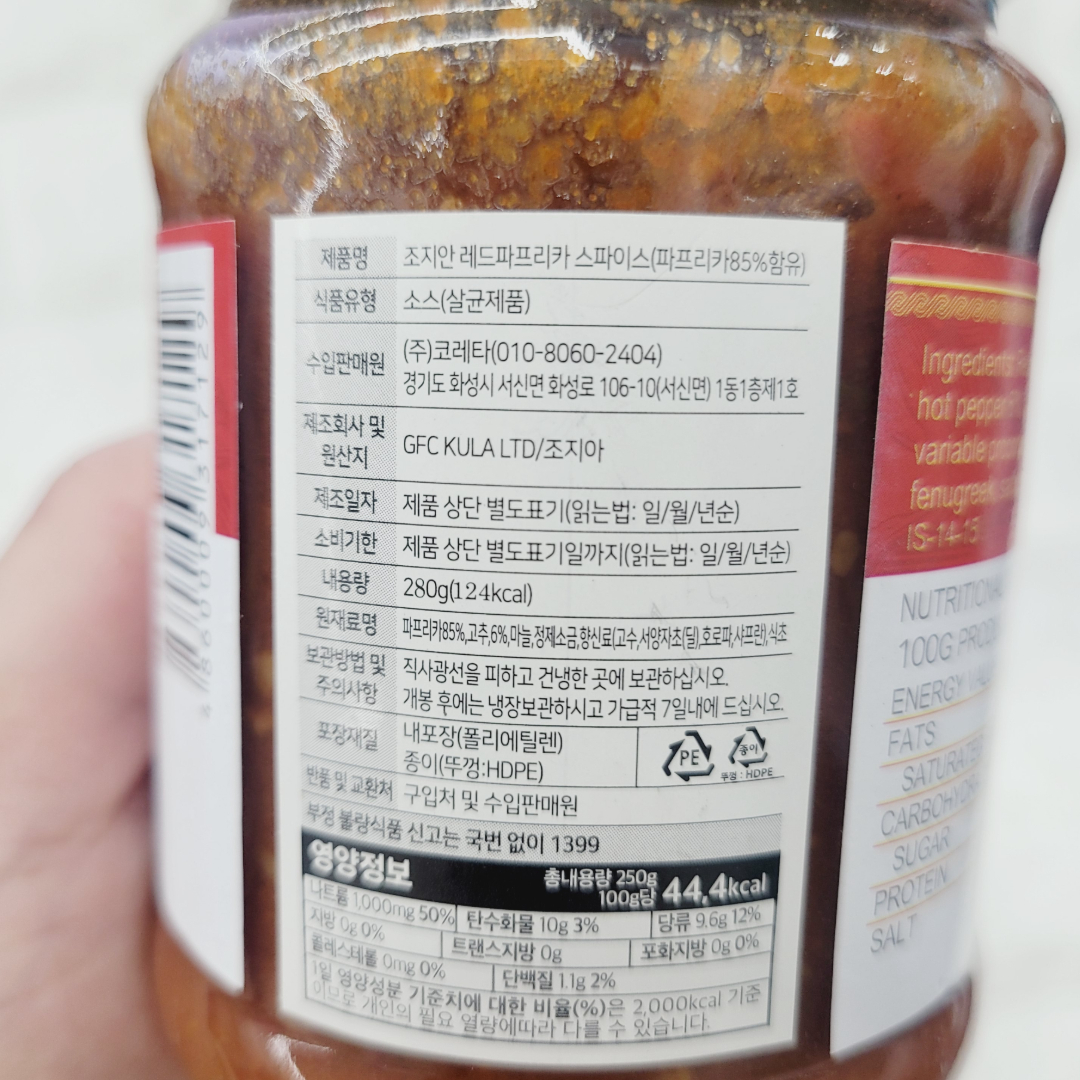 제품명 조지안 레드파프리카 스파이스(파프리카85%함유)
식품유형 소스(살균제품)
수입판매원 (주)코레타(010-8060-2404)
경기도 화성시 서신면 화성로 106-10(서신면) 1동1층제1호
제조회사 및
원산지 GFC KULA LTD/조지아
제조일자 제품 상단 별도표기(읽는법: 일/월/년순)
소비기한 제품 상단 별도표기일까지(읽는법: 일/월/년순)
내용량 280g(124kcal)
원재료명 파프리카85%,고추,6%,마늘,정제소금,향신료(고수,서양자초(딜),호로파,샤프란),식초
보관방법 및
주의사항
직사광선을 피하고 건냉한 곳에 보관하십시오.
개봉 후에는 냉장보관하시고 가급적 7일내에 드십시오.
포장재질 내포장(폴리에틸렌)
종이(뚜껑:HDPE)
PE
종이
뚜껑 : HDPE
반품 및 교환처 구입처 및 수입판매원
부정 불량식품 신고는 국번 없이 1399
영양정보
총내용량 250g
100g당 44.4kcal
나트륨 1,000mg 50% 탄수화물 10g 3% 당류 9.6g 12%
지방 0g 0% 트랜스지방 0g 포화지방 0g 0%
콜레스테롤 0mg 0% 단백질 1.1g 2%
1일 영양성분 기준치에 대한 비율(%)은 2,000kcal 기준
이므로 개인의 필요 열량에따라 다를 수 있습니다.
Ingredients
hot pepper
variable
fenugreek
IS-14-15
NUTRITIONAL
100G
ENERGY
FATS
SATURATED
CARBOHYDR
SUGAR
PROTEIN
SALT